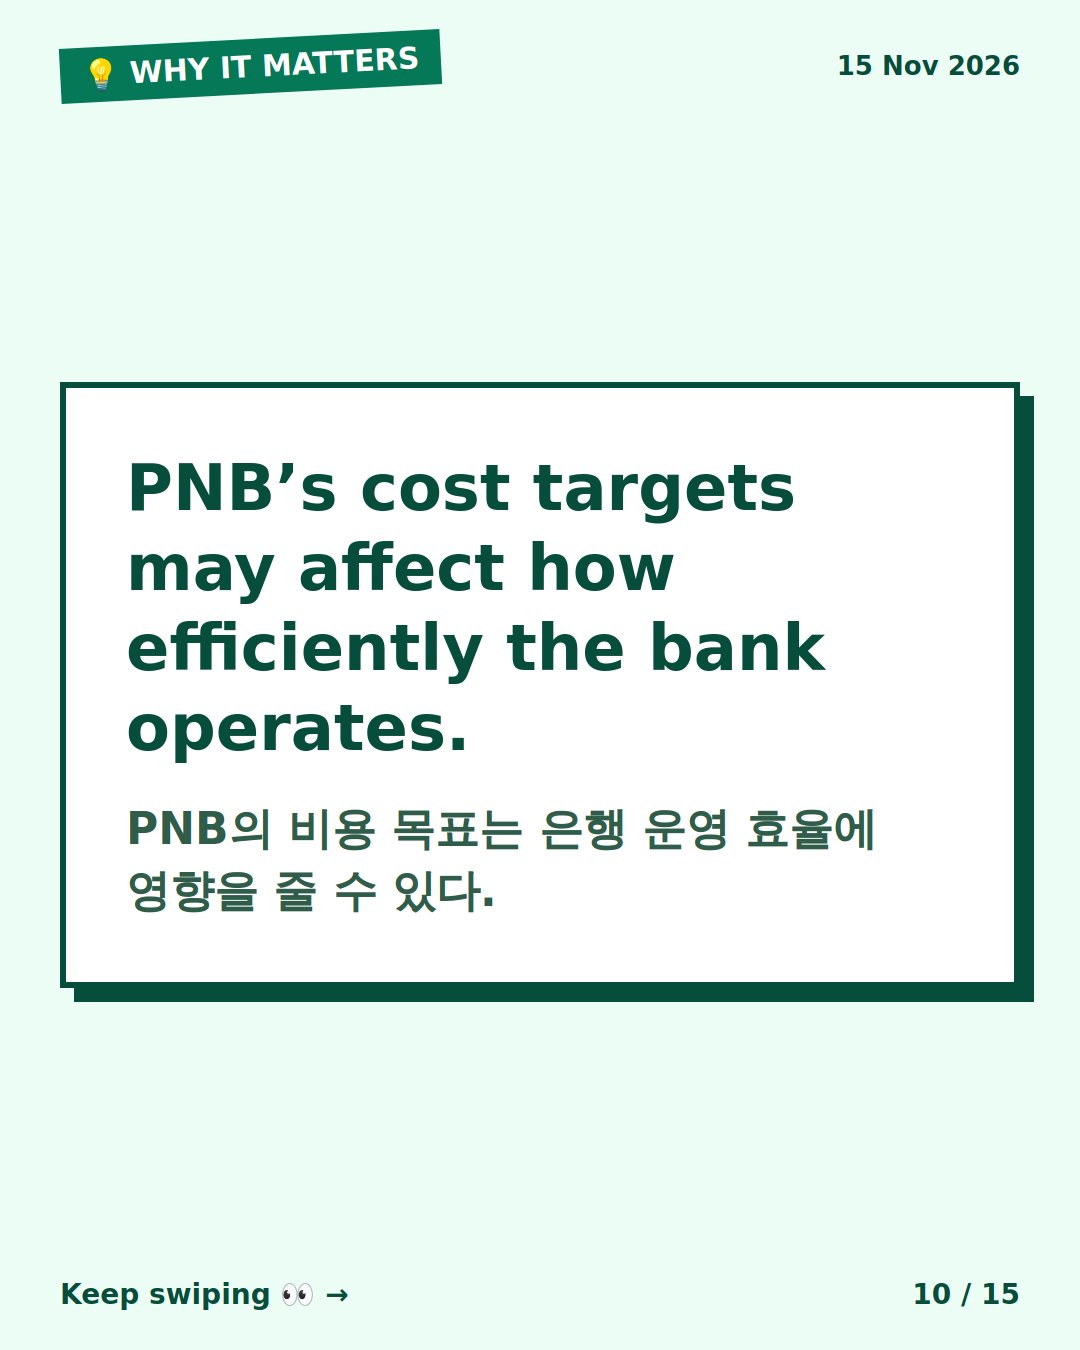 💡 WHY IT MATTERS
15 Nov 2026
PNB’s cost targets
may affect how
efficiently the bank
operates.
PNB의 비용 목표는 은행 운영 효율에
영향을 줄 수 있다.
Keep swiping 👀 →
10 / 15